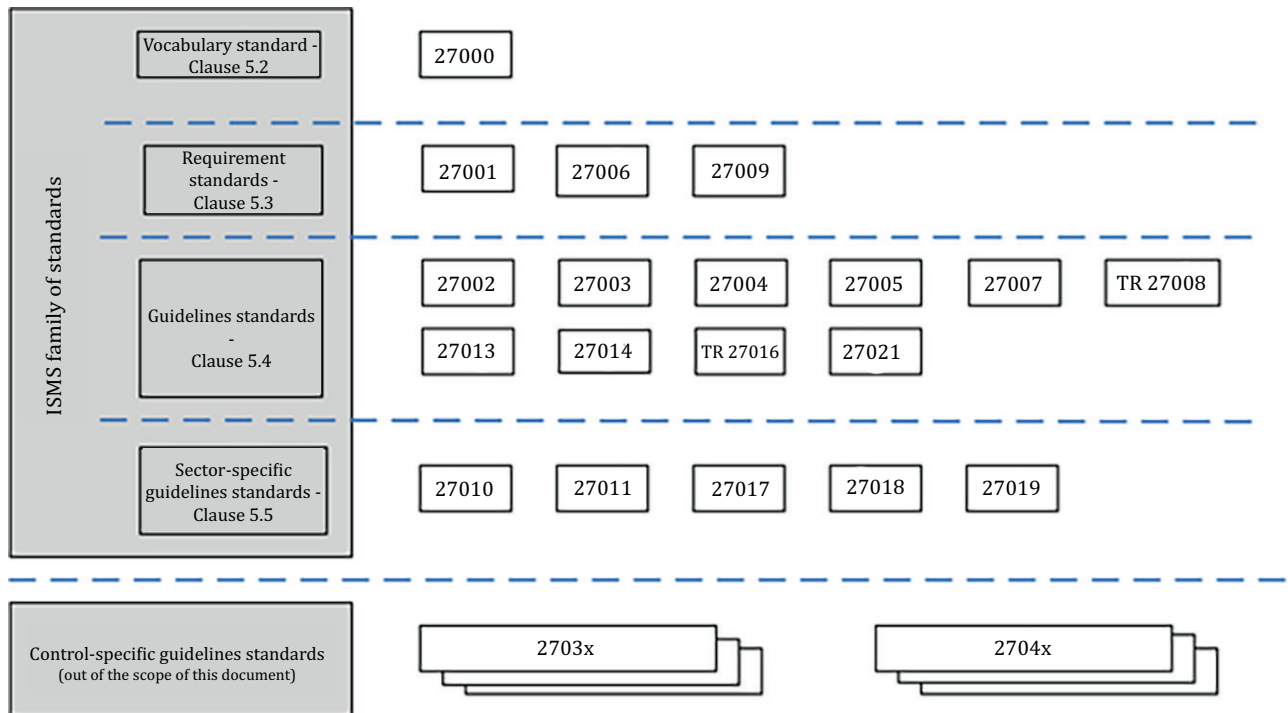 ISMS family of standards
Vocabulary standard -
Clause 5.2
27000
Requirement
standards -
Clause 5.3
27001
27006
27009
Guidelines standards
-
Clause 5.4
27002
27003
27004
27005
27007
TR 27008
27013
27014
TR 27016
27021
Sector-specific
guidelines standards -
Clause 5.5
27010
27011
27017
27018
27019
Control-specific guidelines standards
(out of the scope of this document)
2703x
2704x